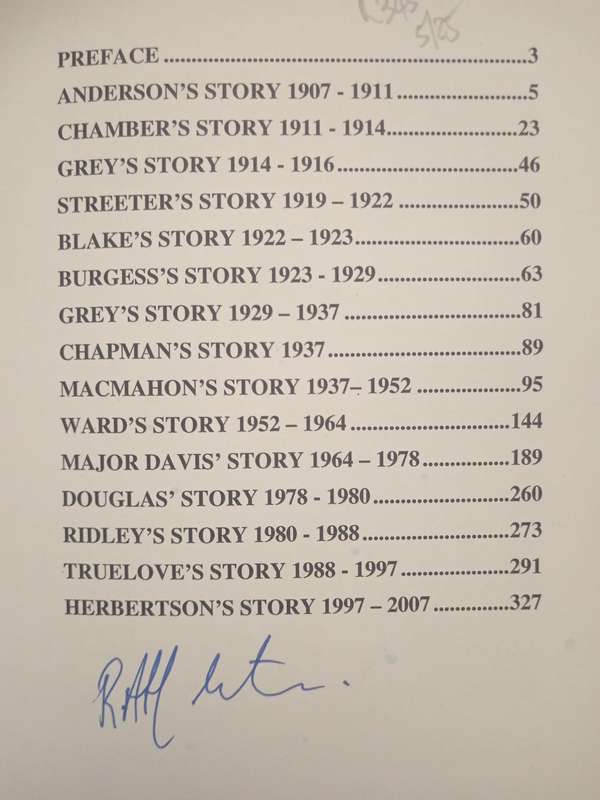 5/25
PREFACE ..................................................................3
ANDERSON'S STORY 1907 - 1911 ........................5
CHAMBER'S STORY 1911 - 1914........................23
GREY'S STORY 1914 - 1916.................................46
STREETER'S STORY 1919 – 1922 ......................50
BLAKE'S STORY 1922 – 1923..............................60
BURGESS'S STORY 1923 - 1929..........................63
GREY'S STORY 1929 – 1937 ................................81
CHAPMAN'S STORY 1937...................................89
MACMAHON'S STORY 1937– 1952 ...................95
WARD'S STORY 1952 – 1964 .............................144
MAJOR DAVIS' STORY 1964 – 1978................189
DOUGLAS' STORY 1978 - 1980.........................260
RIDLEY'S STORY 1980 - 1988...........................273
TRUELOVE'S STORY 1988 - 1997....................291
HERBERTSON'S STORY 1997 – 2007 ..............327